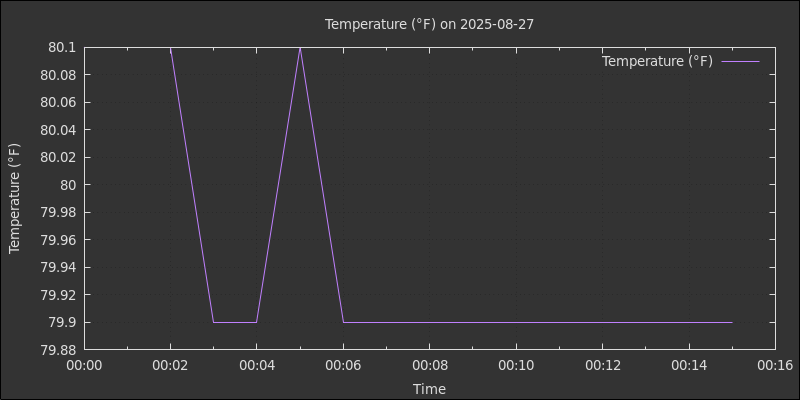 Temperature (°F) on 2025-08-27
Temperature (°F)
80.1
80.08
80.06
80.04
80.02
80
79.98
79.96
79.94
79.92
79.9
79.88
Temperature (°F)
00:00 00:02 00:04 00:06 00:08 00:10 00:12 00:14 00:16
Time